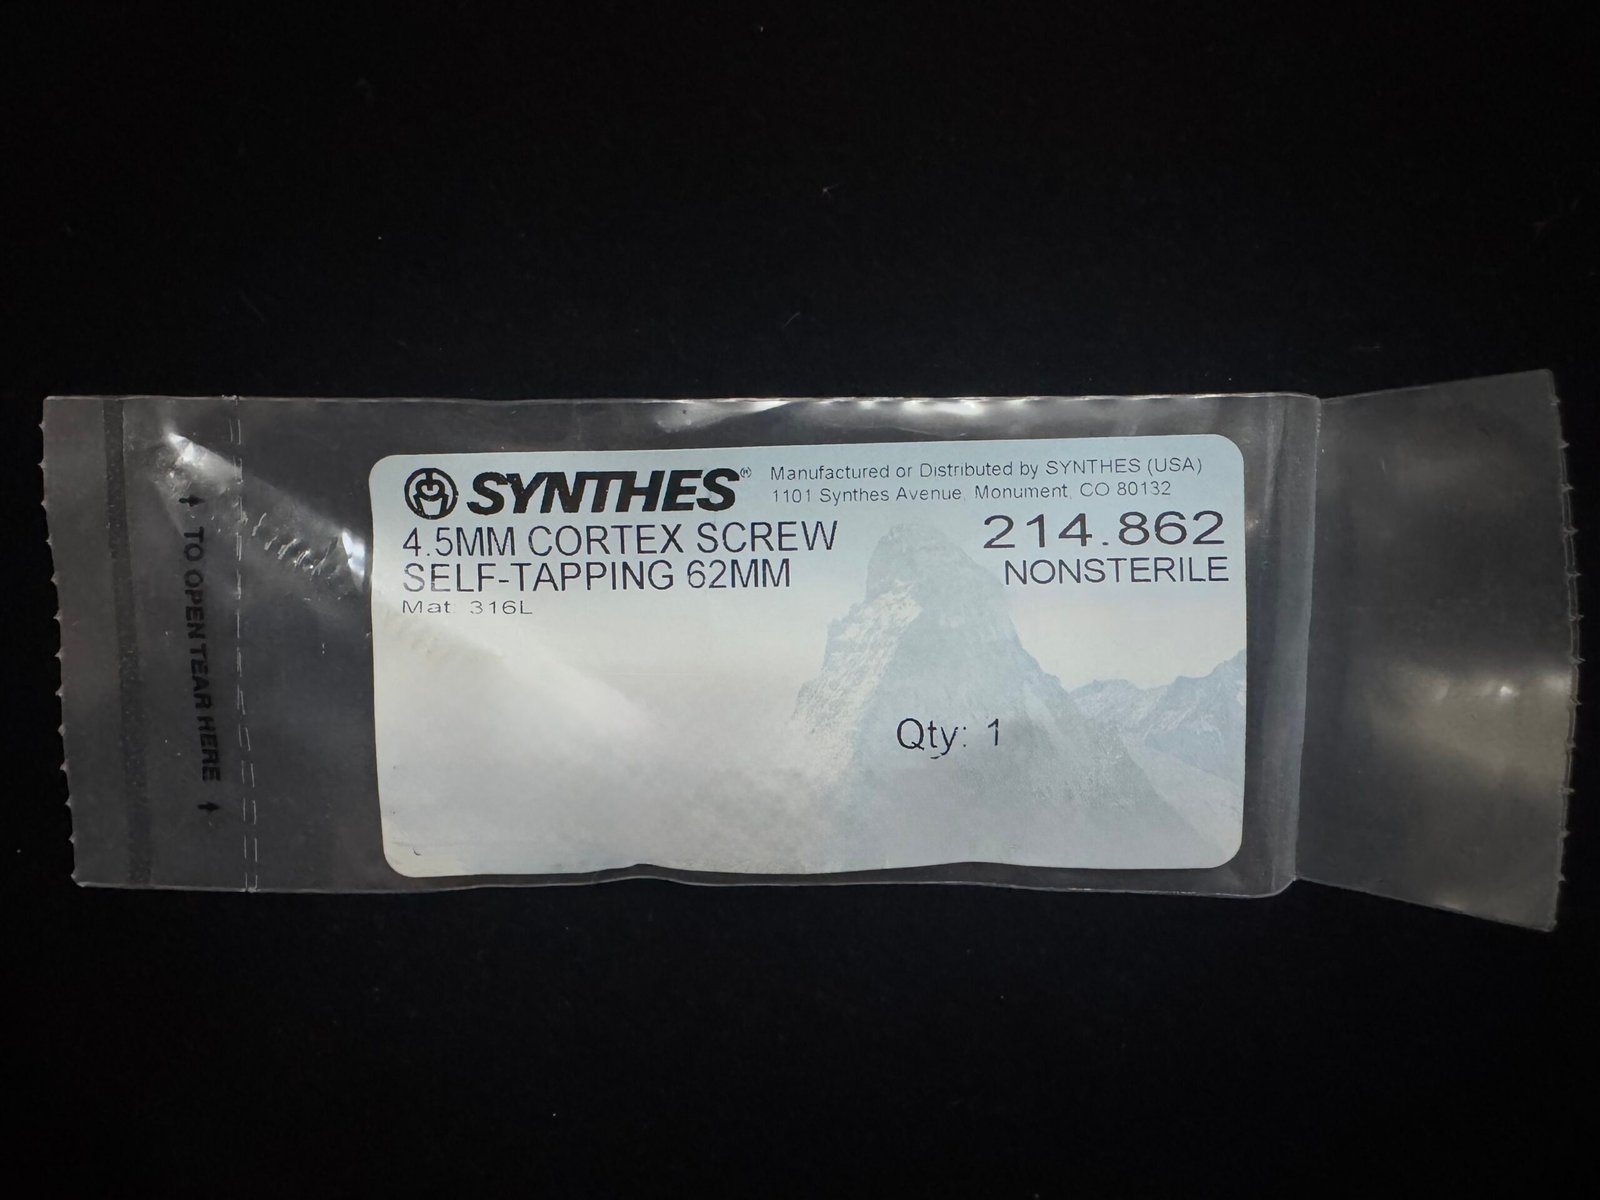 SYNTHES®
Manufactured or Distributed by SYNTHES (USA)
1101 Synthes Avenue, Monument, CO 80132
4.5MM CORTEX SCREW
SELF-TAPPING 62MM
Mat: 316L
214.862
NONSTERILE
Qty: 1
TO OPEN TEAR HERE